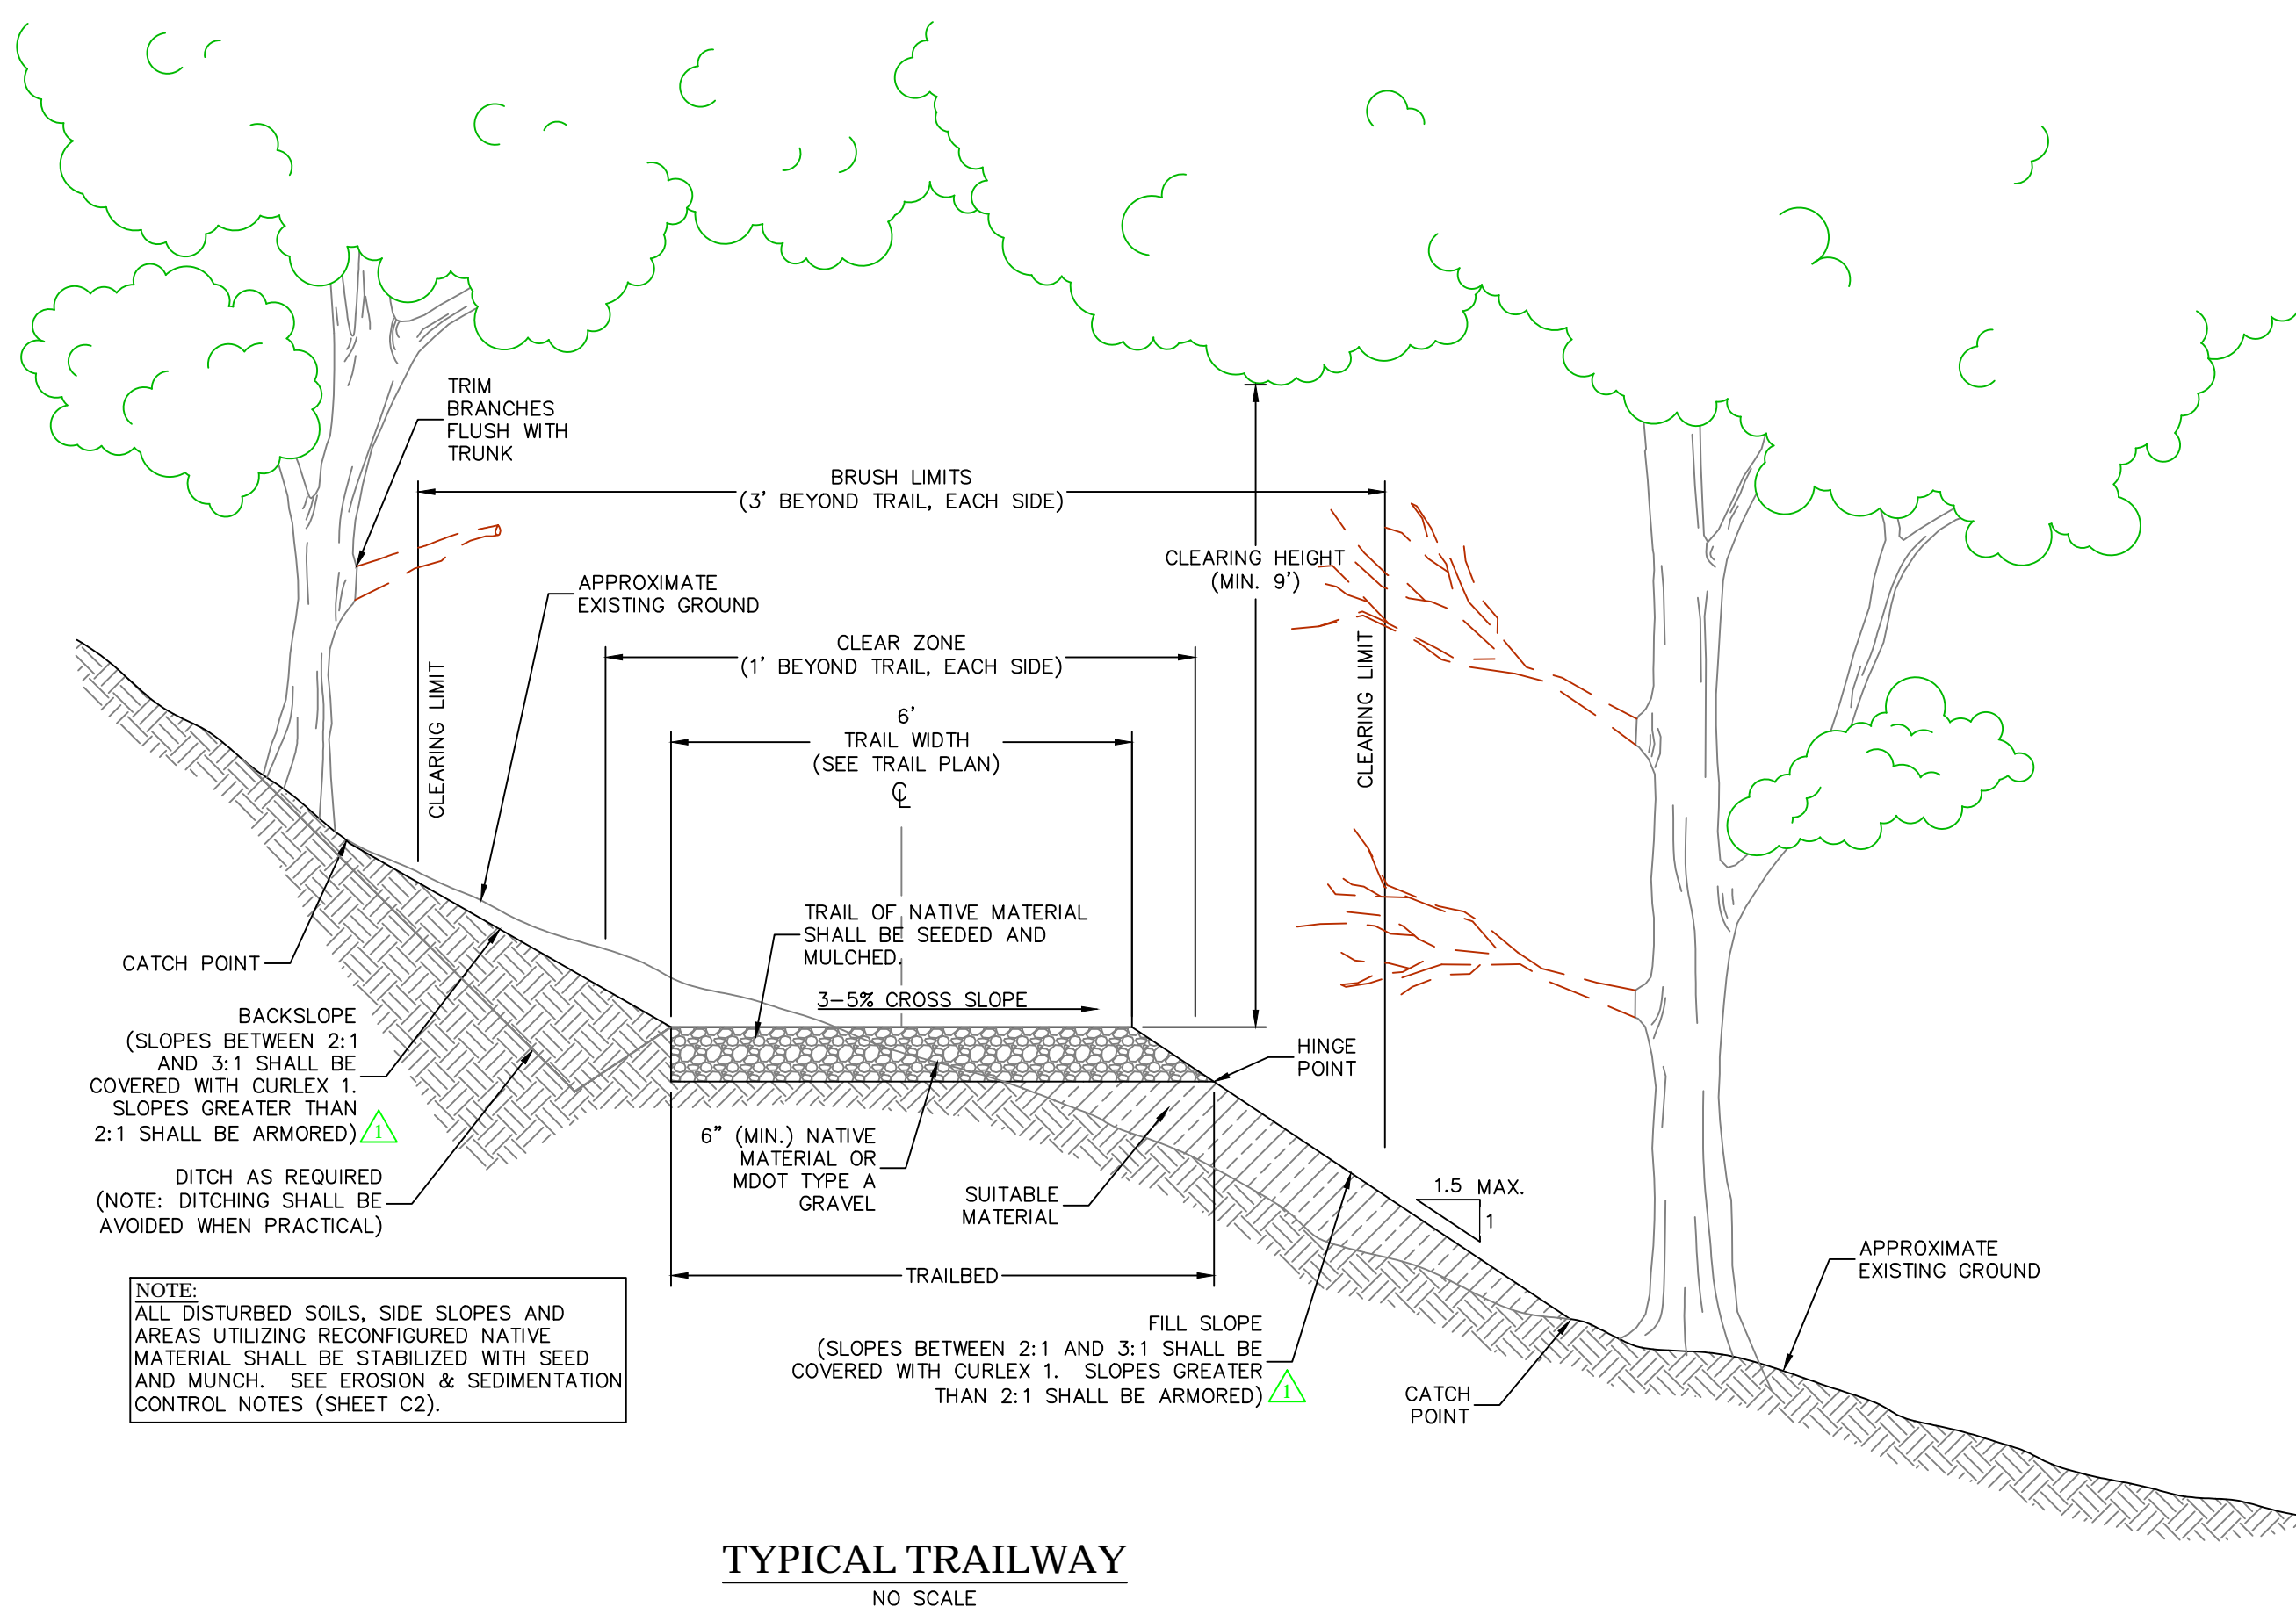 TRIM
BRANCHES
FLUSH WITH
TRUNK
BRUSH LIMITS
(3' BEYOND TRAIL, EACH SIDE)
CLEARING HEIGHT
(MIN. 9')
APPROXIMATE
EXISTING GROUND
CLEAR ZONE
(1' BEYOND TRAIL, EACH SIDE)
CLEARING LIMIT
CLEARING LIMIT
6'
TRAIL WIDTH
(SEE TRAIL PLAN)
℄
TRAIL OF NATIVE MATERIAL
SHALL BE SEEDED AND
MULCHED.
3-5% CROSS SLOPE
CATCH POINT
BACKSLOPE
(SLOPES BETWEEN 2:1
AND 3:1 SHALL BE
COVERED WITH CURLEX 1.
SLOPES GREATER THAN
2:1 SHALL BE ARMORED)
1
HINGE
POINT
6" (MIN.) NATIVE
MATERIAL OR
MDOT TYPE A
GRAVEL
DITCH AS REQUIRED
(NOTE: DITCHING SHALL BE
AVOIDED WHEN PRACTICAL)
SUITABLE
MATERIAL
1.5 MAX.
1
TRAILBED
APPROXIMATE
EXISTING GROUND
NOTE:
ALL DISTURBED SOILS, SIDE SLOPES AND
AREAS UTILIZING RECONFIGURED NATIVE
MATERIAL SHALL BE STABILIZED WITH SEED
AND MUNCH. SEE EROSION & SEDIMENTATION
CONTROL NOTES (SHEET C2).
FILL SLOPE
(SLOPES BETWEEN 2:1 AND 3:1 SHALL BE
COVERED WITH CURLEX 1. SLOPES GREATER
THAN 2:1 SHALL BE ARMORED)
1
CATCH
POINT
TYPICAL TRAILWAY
NO SCALE